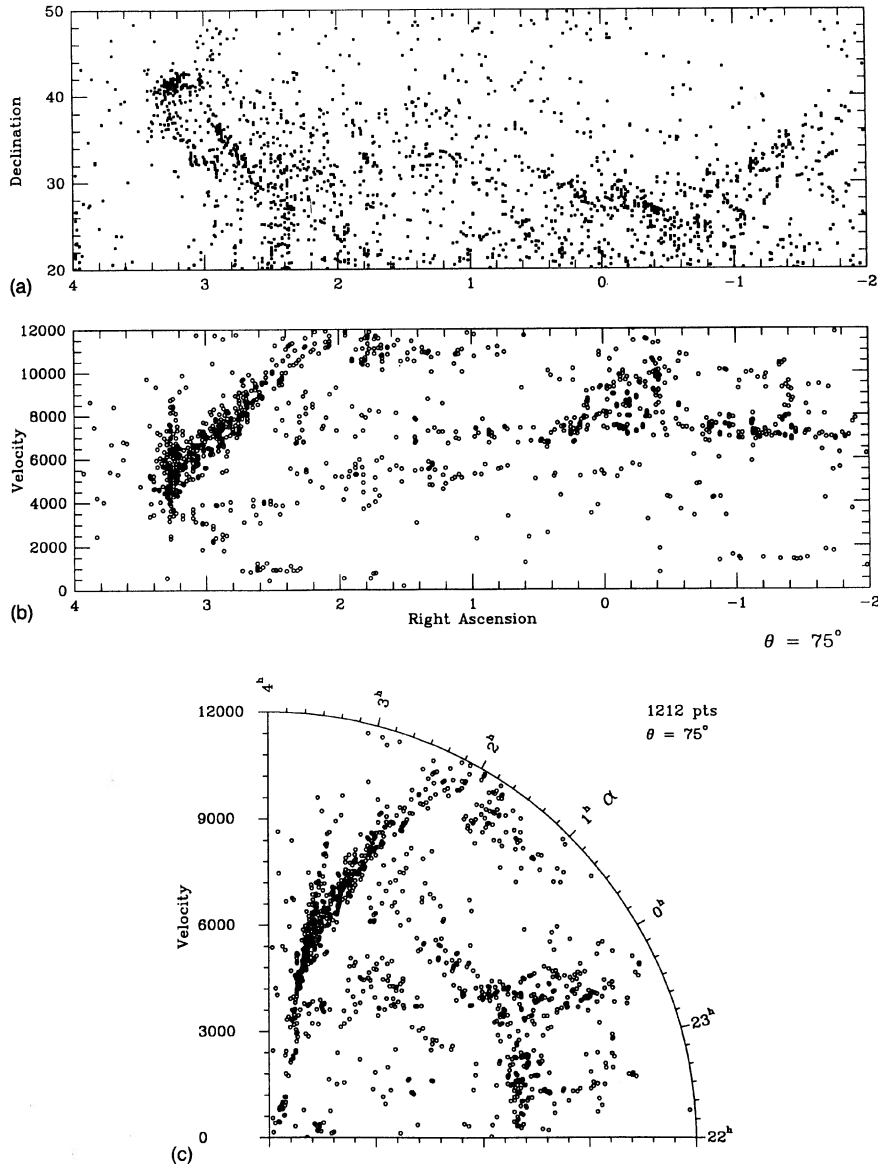 50
40
Declination
30
20
(a)
4 3 2 1 0 −1 −2
12000
10000
8000
Velocity
6000
4000
2000
0
(b)
4 3 2 1 0 −1 −2
Right Ascension
θ = 75°
4ʰ
3ʰ
12000
1212 pts
θ = 75°
2ʰ
9000
1ʰ α
Velocity
6000
0ʰ
3000
23ʰ
0
22ʰ
(c)